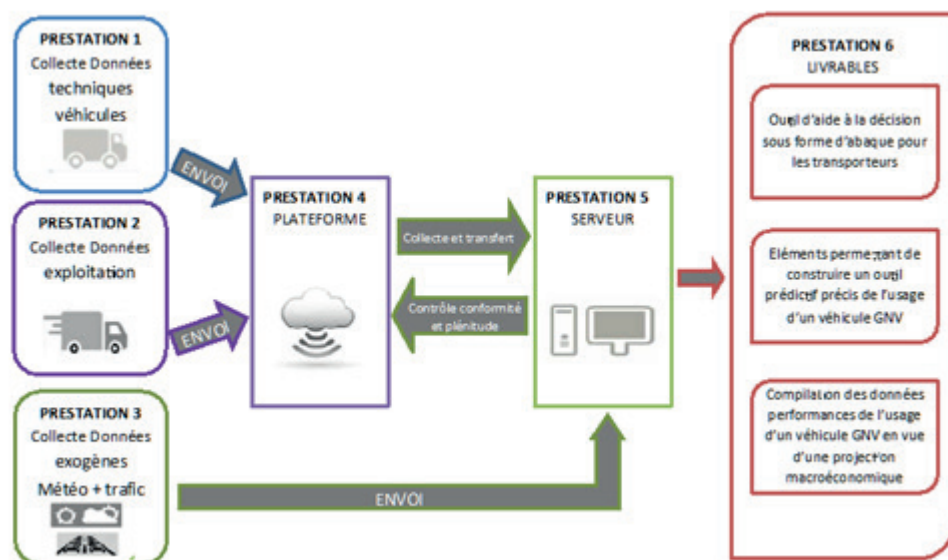 PRESTATION 1
Collecte Données
techniques
véhicules
ENVOI
PRESTATION 2
Collecte Données
exploitation
ENVOI
PRESTATION 3
Collecte Données
exogènes
Météo + trafic
ENVOI
PRESTATION 4
PLATEFORME
Collecte et transfert
Contrôle conformité
et plénitude
PRESTATION 5
SERVEUR
PRESTATION 6
LIVRABLES
Outil d'aide à la décision
sous forme d'abaque pour
les transporteurs
Eléments permettant de
construire un outil
prédictif précis de l'usage
d'un véhicule GNV
Compilation des données
performances de l'usage
d'un véhicule GNV en vue
d'une projection
macroéconomique